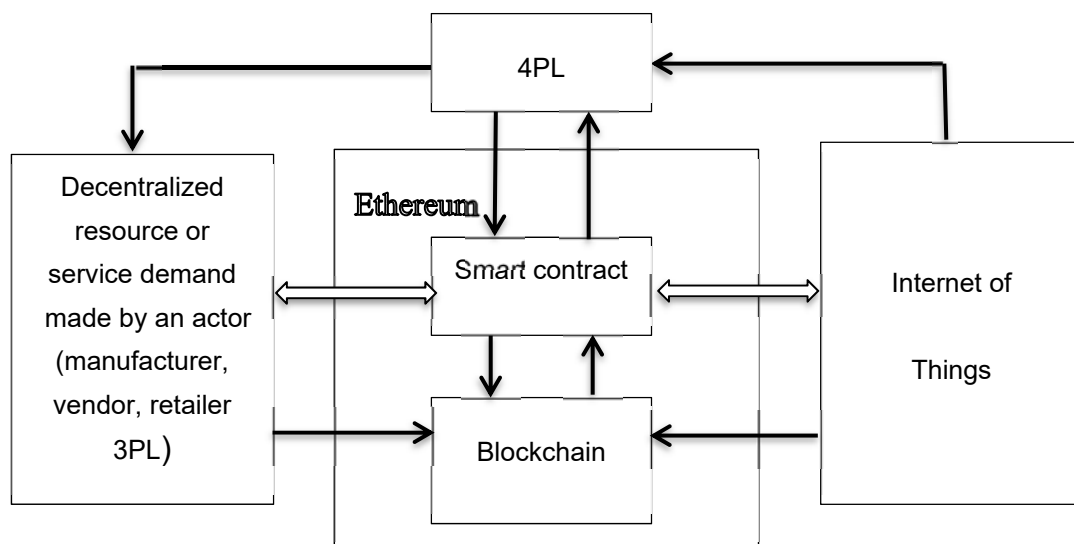 4PL
Decentralized
resource or
service demand
made by an actor
(manufacturer,
vendor, retailer
3PL)
Ethereum
Smart contract
Blockchain
Internet of
Things